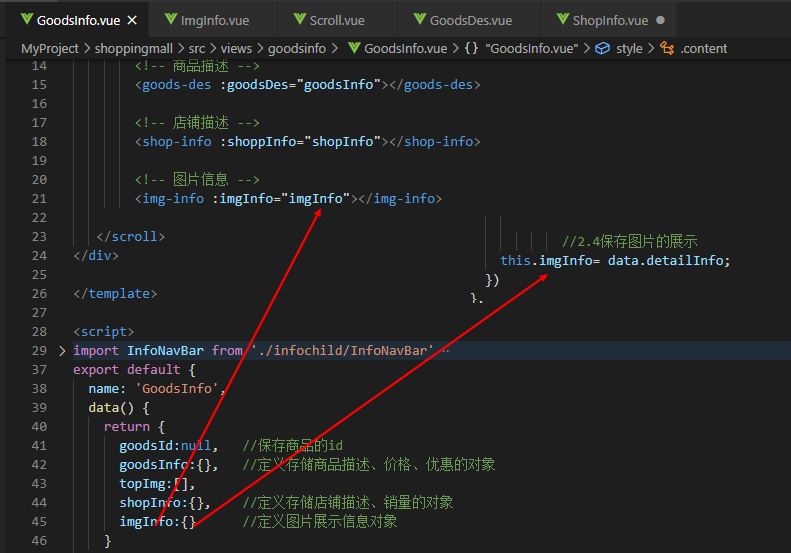 GoodsInfo.vue × ImgInfo.vue Scroll.vue GoodsDes.vue ShopInfo.vue ●
MyProject > shoppingmall > src > views > goodsinfo > GoodsInfo.vue > {} "GoodsInfo.vue" > style > .content
14 <!-- 商品描述 -->
15 <goods-des :goodsDes="goodsInfo"></goods-des>
16
17 <!-- 店铺描述 -->
18 <shop-info :shoppInfo="shopInfo"></shop-info>
19
20 <!-- 图片信息 -->
21 <img-info :imgInfo="imgInfo"></img-info>
22
23 </scroll>
24 </div>
25
26 </template>
27
28 <script>
29 > import InfoNavBar from './infochild/InfoNavBar' ···
37 export default {
38 name: 'GoodsInfo',
39 data() {
40 return {
41 goodsId:null, //保存商品的id
42 goodsInfo:{}, //定义存储商品描述、价格、优惠的对象
43 topImg:[],
44 shopInfo:{}, //定义存储店铺描述、销量的对象
45 imgInfo:{} //定义图片展示信息对象
46 }
//2.4保存图片的展示
this.imgInfo= data.detailInfo;
})
},